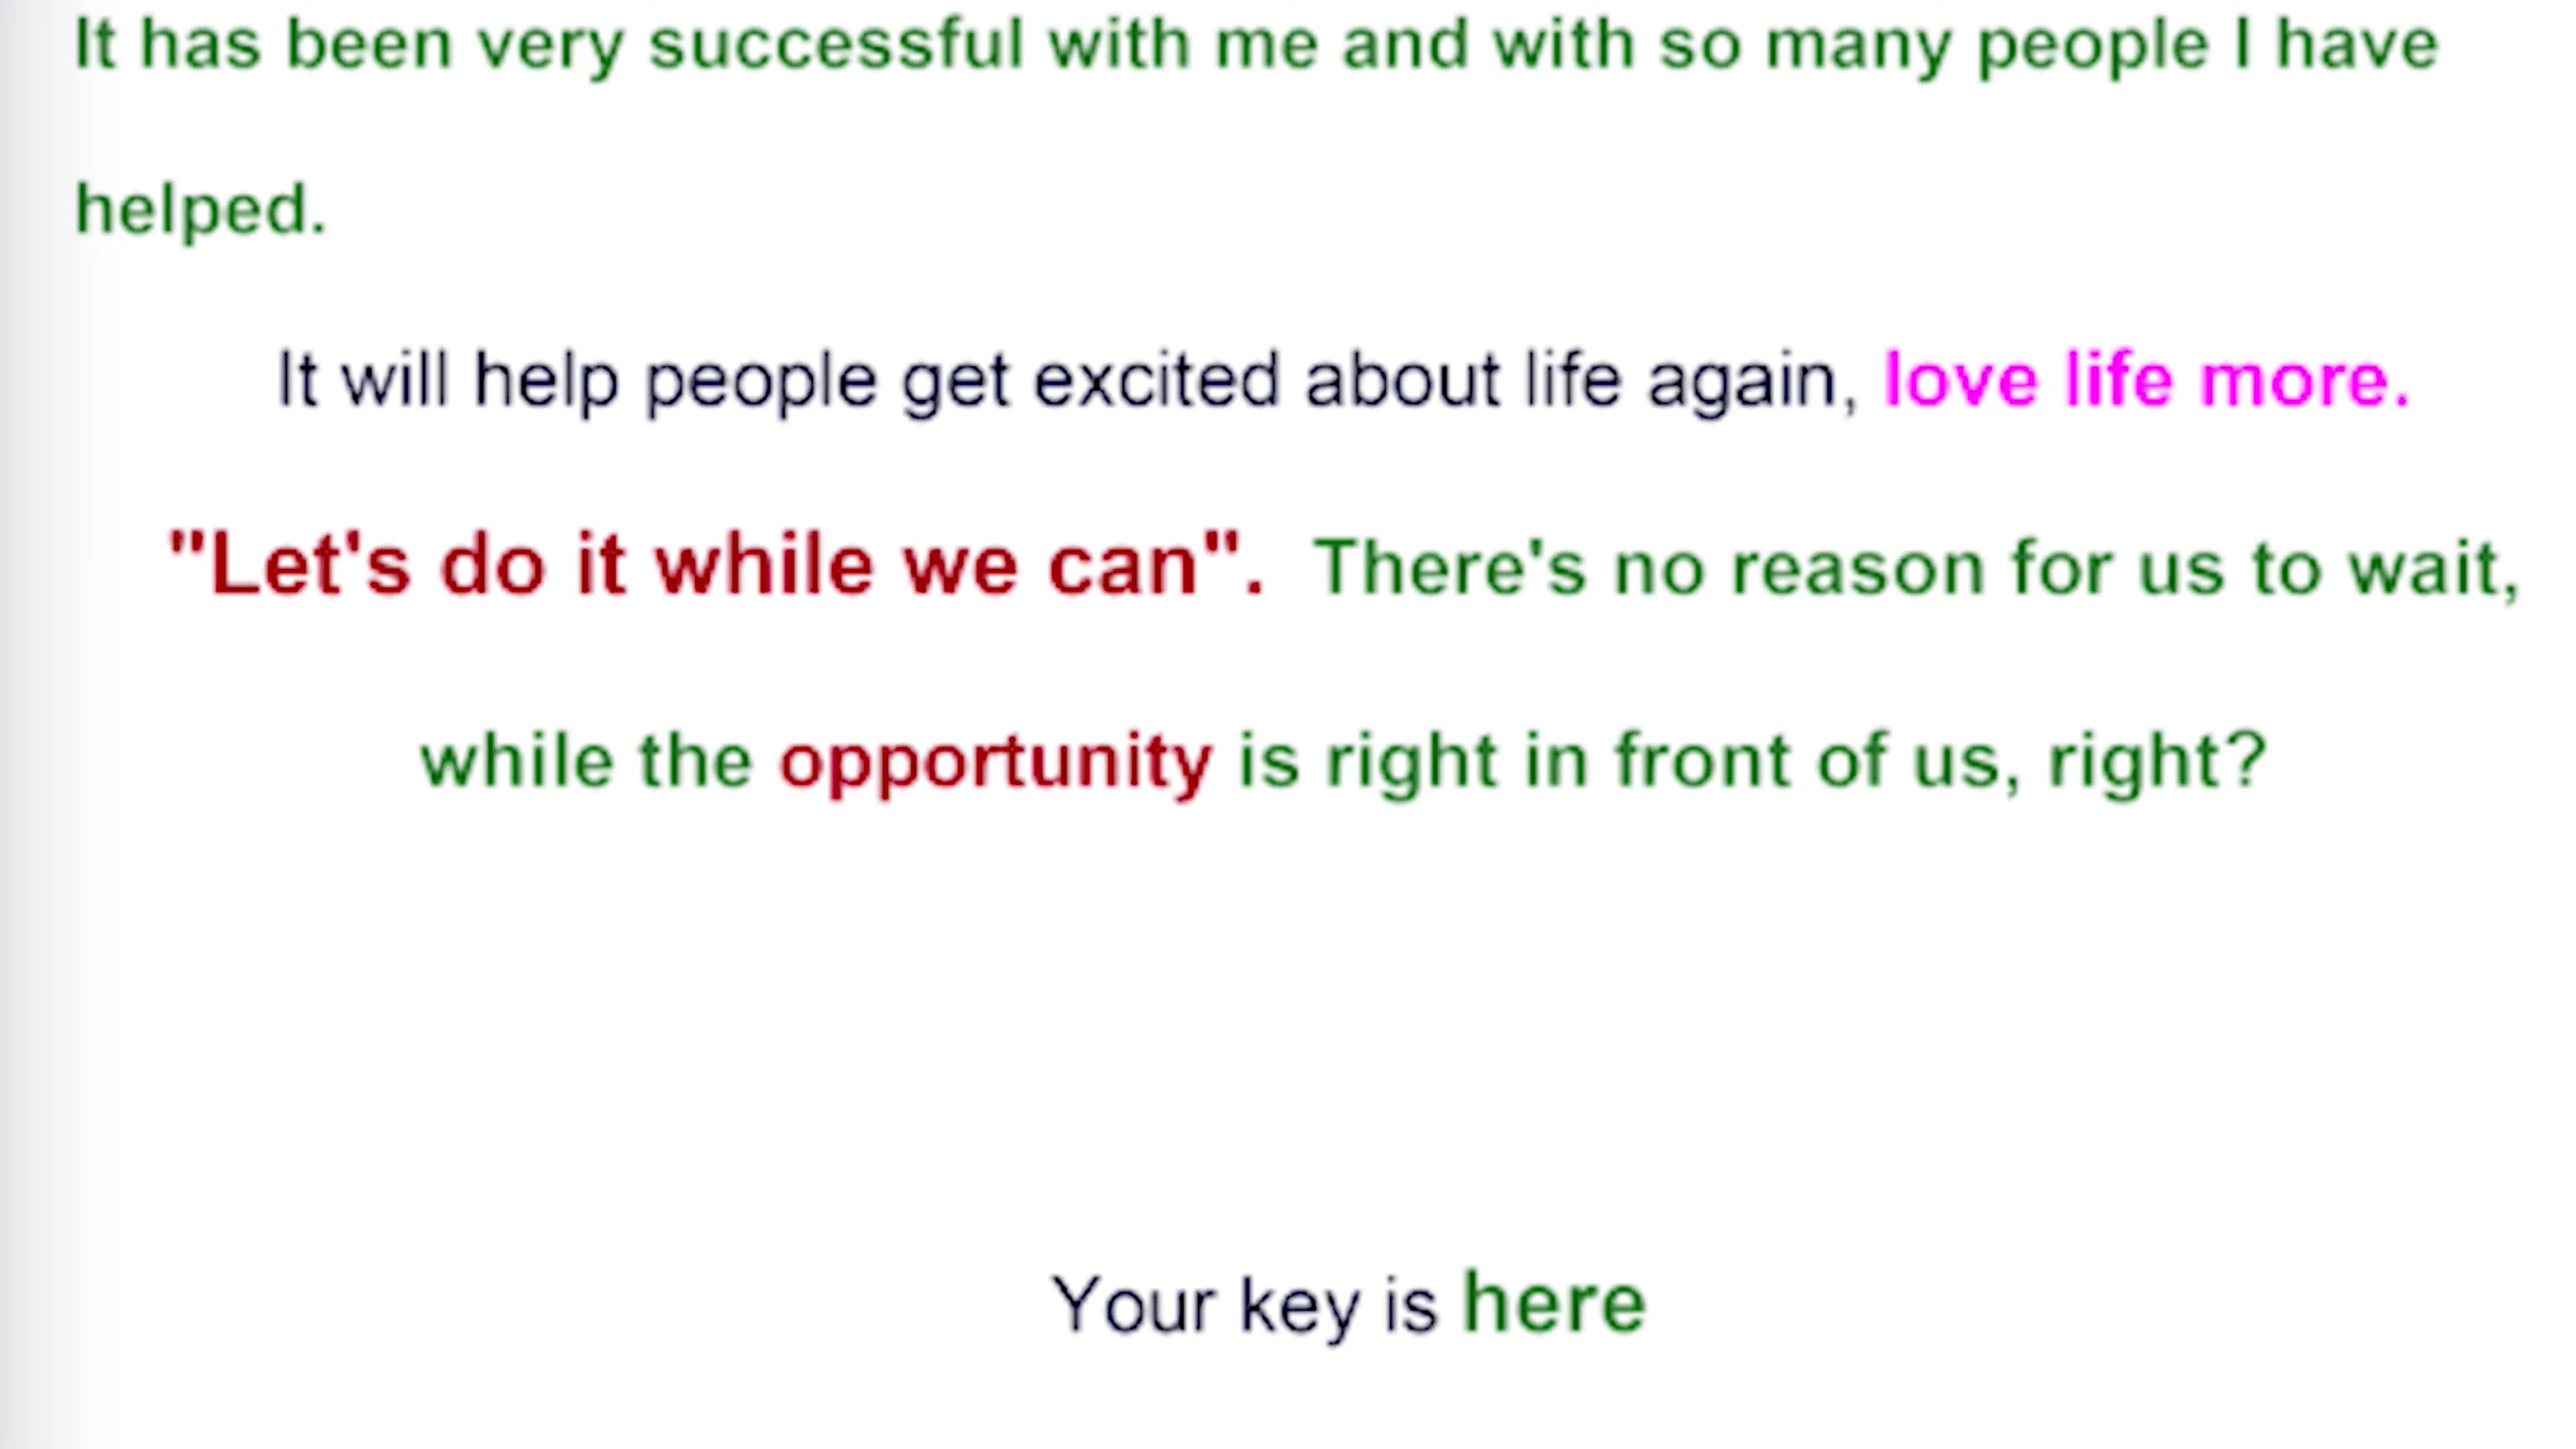 It has been very successful with me and with so many people I have
helped.
It will help people get excited about life again, love life more.
"Let's do it while we can". There's no reason for us to wait,
while the opportunity is right in front of us, right?
Your key is here